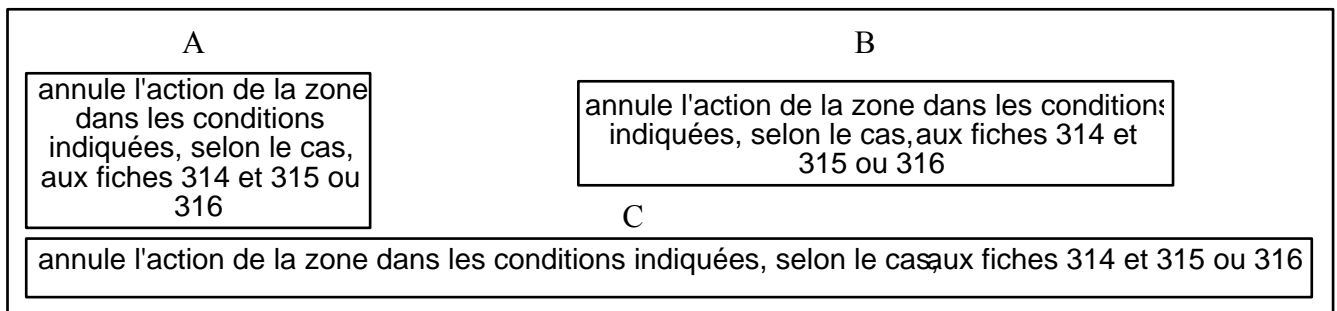 A
annule l'action de la zone
dans les conditions
indiquées, selon le cas,
aux fiches 314 et 315 ou
316
B
annule l'action de la zone dans les conditions
indiquées, selon le cas,aux fiches 314 et
315 ou 316
C
annule l'action de la zone dans les conditions indiquées, selon le cas,aux fiches 314 et 315 ou 316